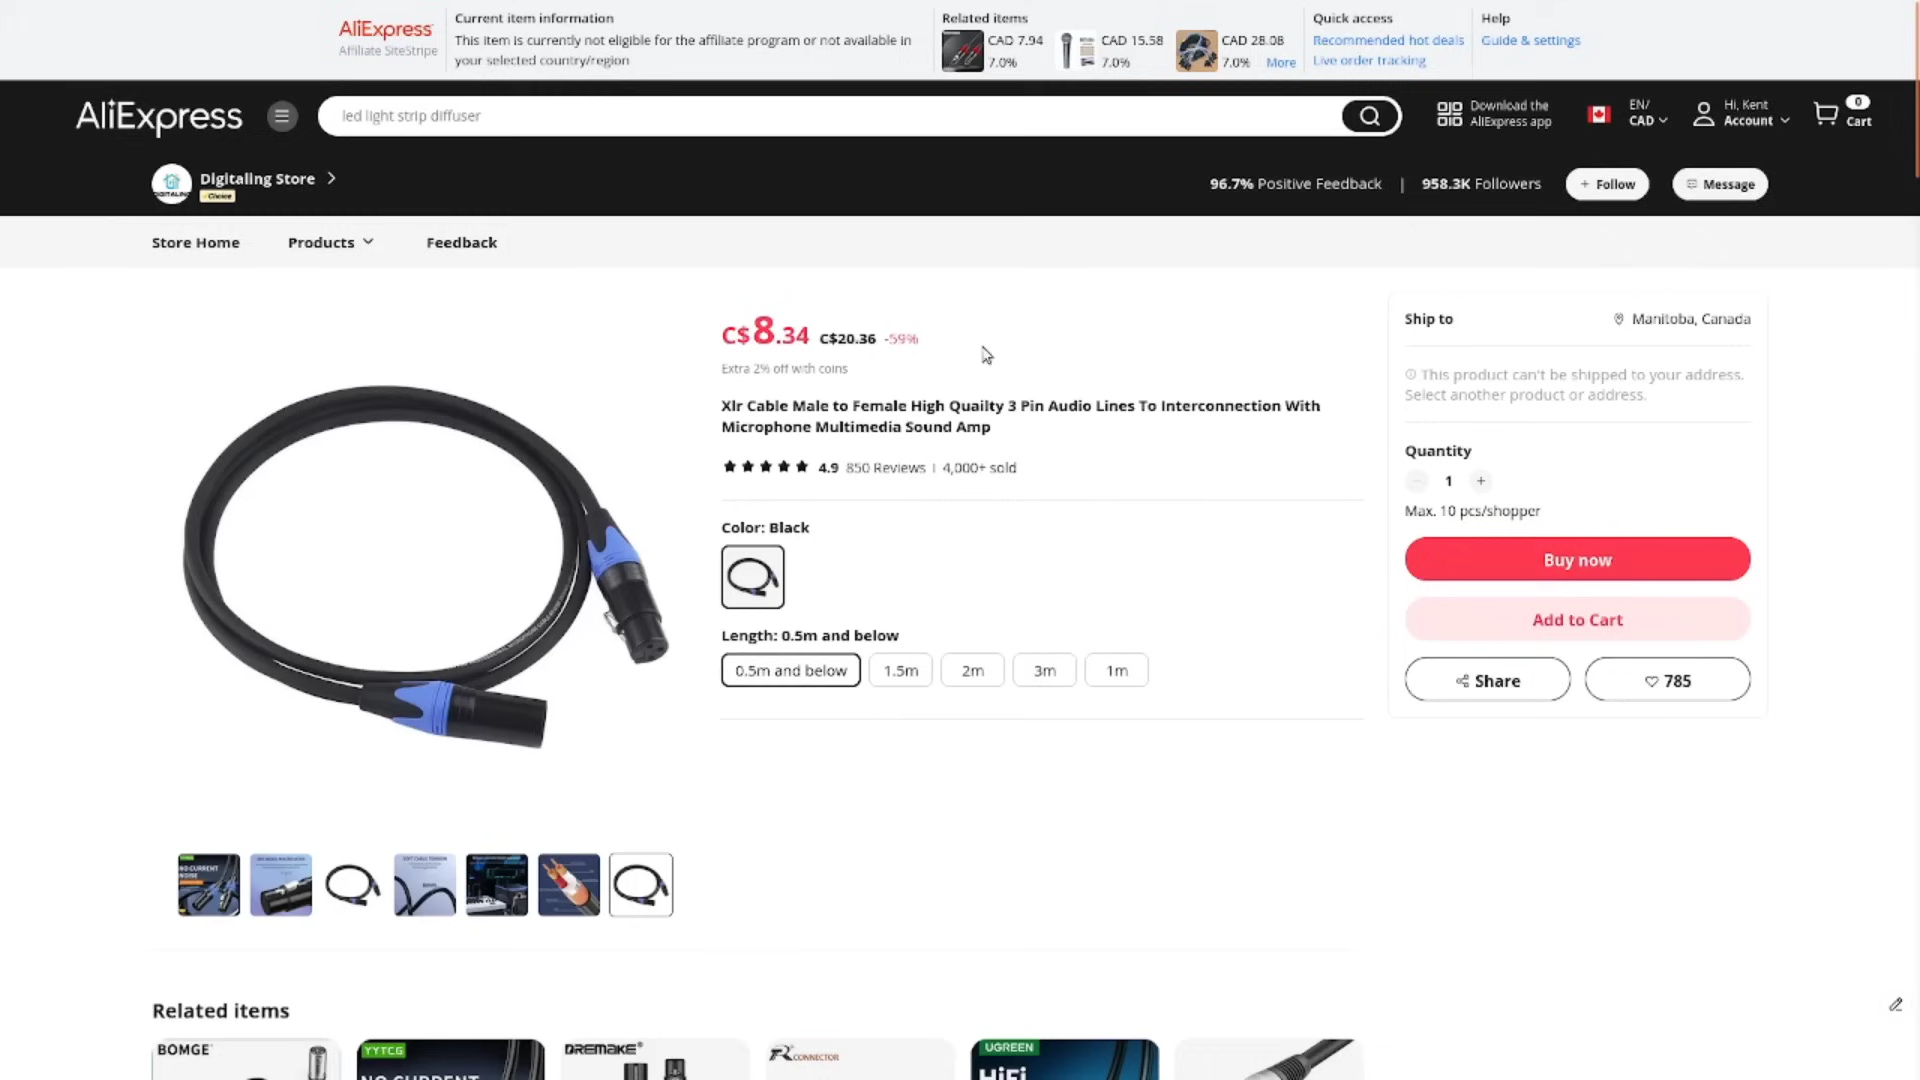 AliExpress
Affiliate SiteStripe
Current item information
This item is currently not eligible for the affiliate program or not available in
your selected country/region
Related items
CAD 7.94
7.0%
CAD 15.58
7.0%
CAD 28.08
7.0%
More
Quick access
Recommended hot deals
Live order tracking
Help
Guide & settings
AliExpress
led light strip diffuser
Download the
AliExpress app
EN/
CAD
Hi, Kent
Account
0
Cart
Digitaling Store
Choice
96.7% Positive Feedback | 958.3K Followers
+ Follow
Message
Store Home
Products
Feedback
C$8.34 C$20.36 -59%
Extra 2% off with coins
Xlr Cable Male to Female High Quailty 3 Pin Audio Lines To Interconnection With
Microphone Multimedia Sound Amp
4.9 850 Reviews | 4,000+ sold
Color: Black
Length: 0.5m and below
0.5m and below
1.5m
2m
3m
1m
Ship to
Manitoba, Canada
This product can't be shipped to your address.
Select another product or address.
Quantity
- 1 +
Max. 10 pcs/shopper
Buy now
Add to Cart
Share
785
NO CURRENT
NOISE
Related items
BOMGE
YYTCG
NO CURRENT
DREMAKE
R CONNECTOR
UGREEN
HiFi